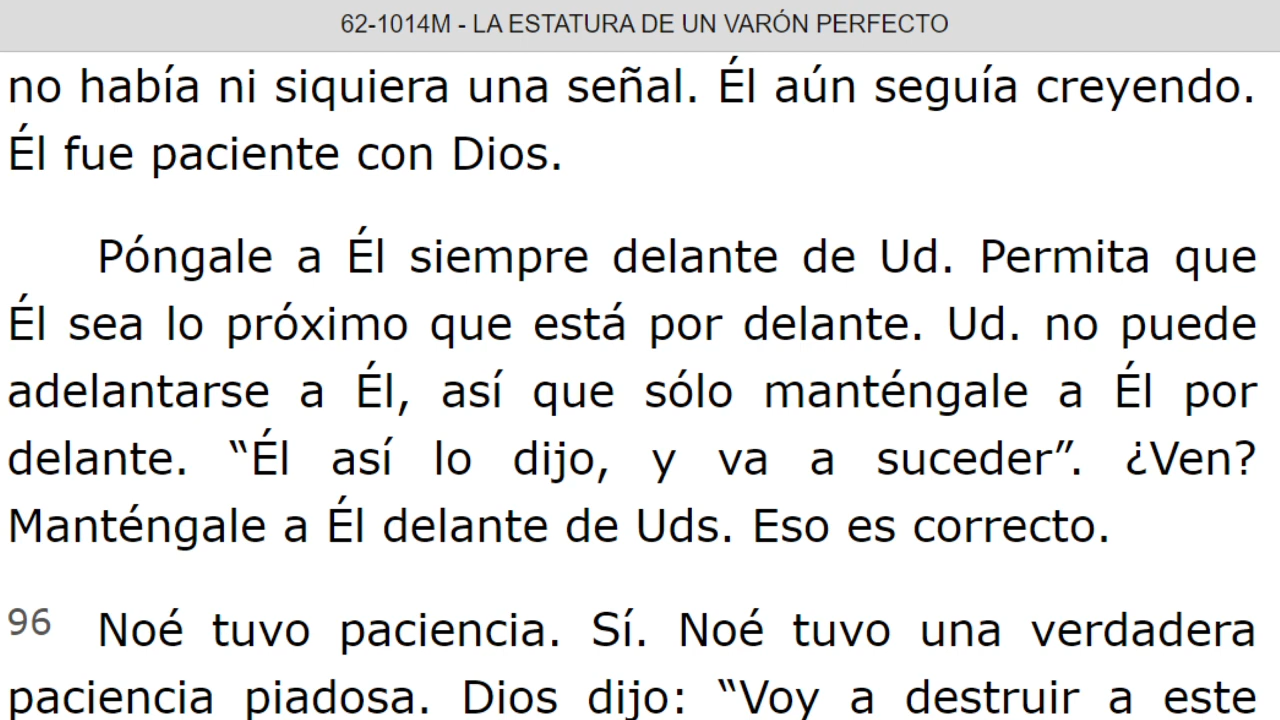 62-1014M - LA ESTATURA DE UN VARÓN PERFECTO
no había ni siquiera una señal. Él aún seguía creyendo.
Él fue paciente con Dios.
Póngale a Él siempre delante de Ud. Permita que
Él sea lo próximo que está por delante. Ud. no puede
adelantarse a Él, así que sólo manténgale a Él por
delante. “Él así lo dijo, y va a suceder”. ¿Ven?
Manténgale a Él delante de Uds. Eso es correcto.
96 Noé tuvo paciencia. Sí. Noé tuvo una verdadera
paciencia piadosa. Dios dijo: “Voy a destruir a este